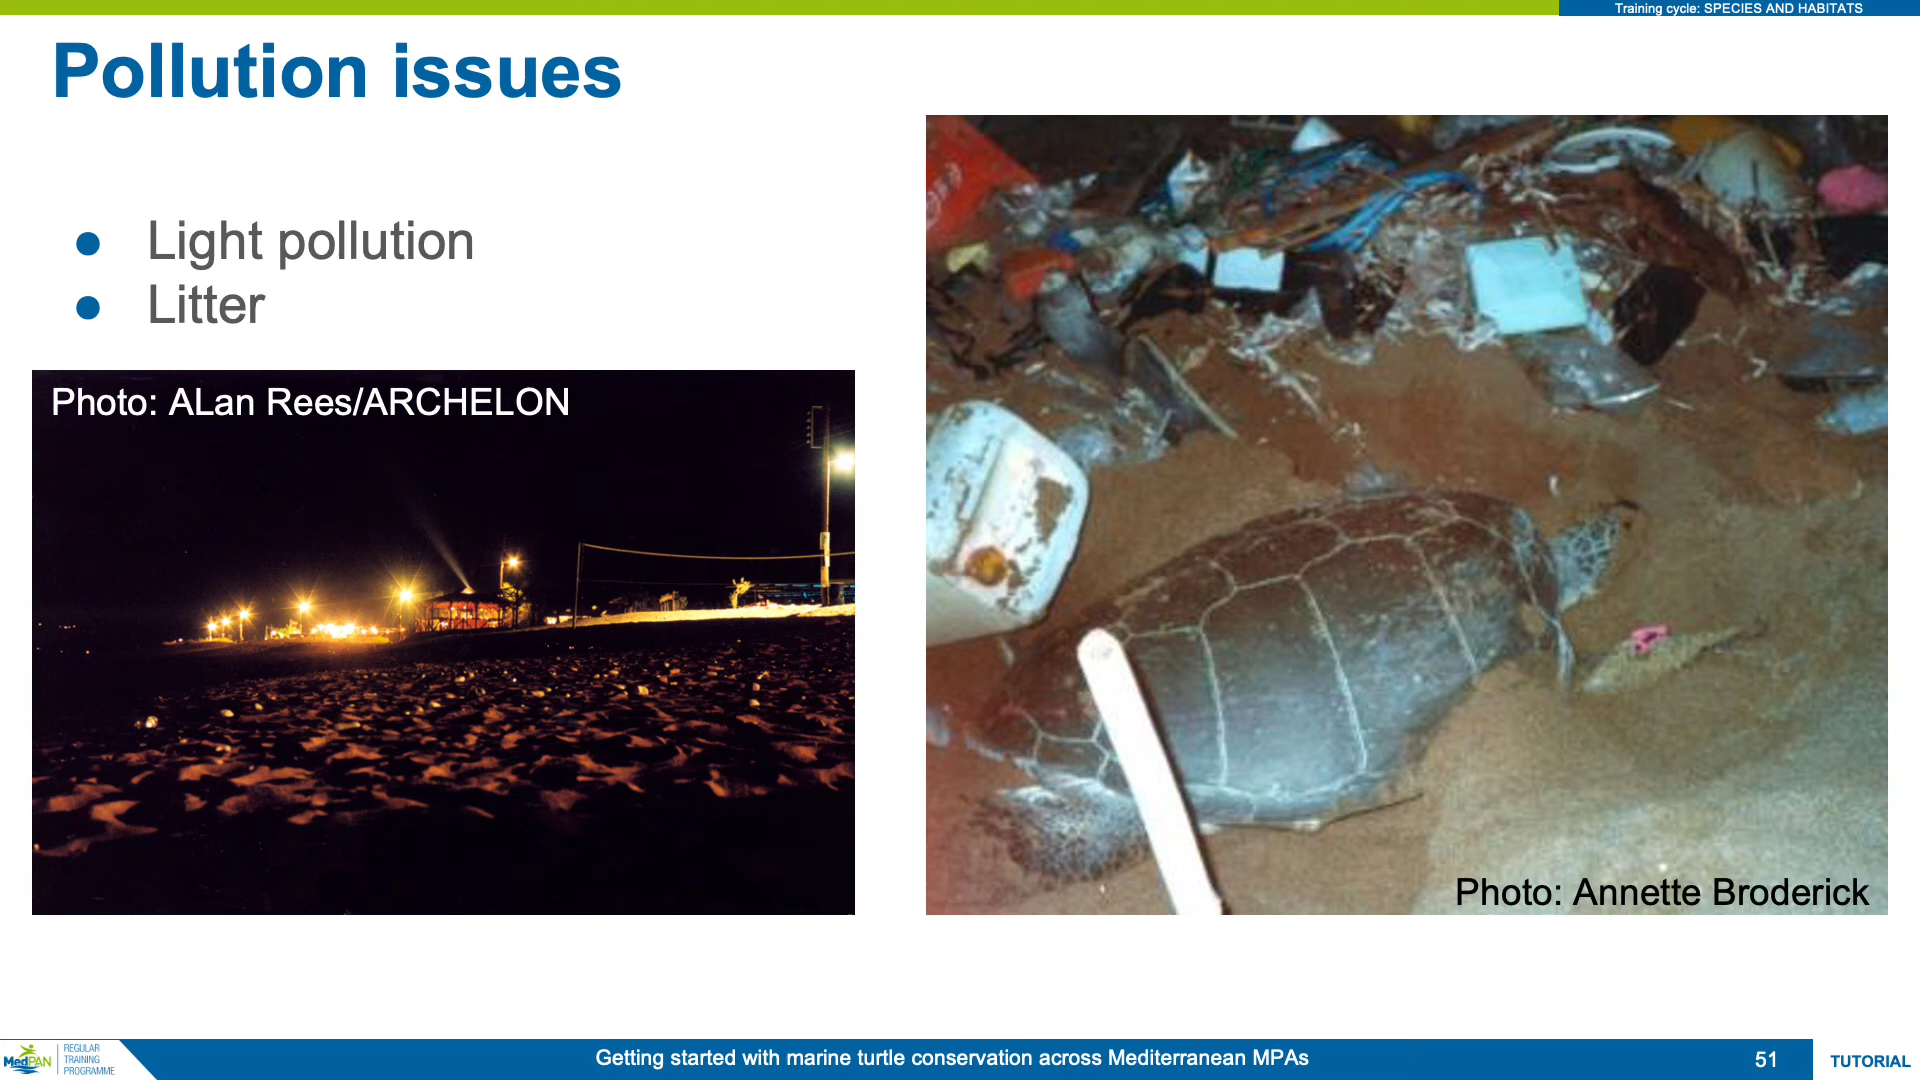 Training cycle: SPECIES AND HABITATS
Pollution issues
● Light pollution
● Litter
Photo: ALan Rees/ARCHELON
Photo: Annette Broderick
MedPAN
REGULAR
TRAINING
PROGRAMME
Getting started with marine turtle conservation across Mediterranean MPAs
51
TUTORIAL